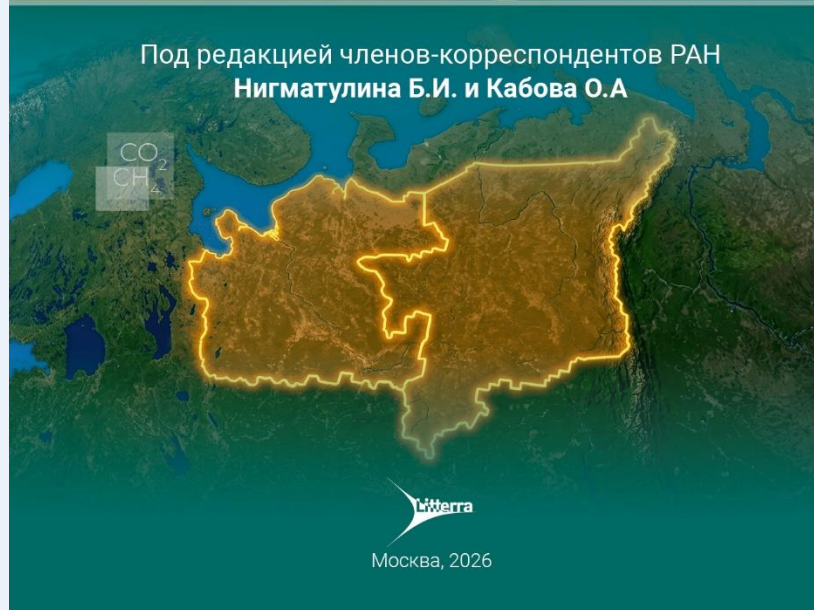 Под редакцией членов-корреспондентов РАН
Нигматулина Б.И. и Кабова О.А
CO2
CH4
Litterra
Москва, 2026